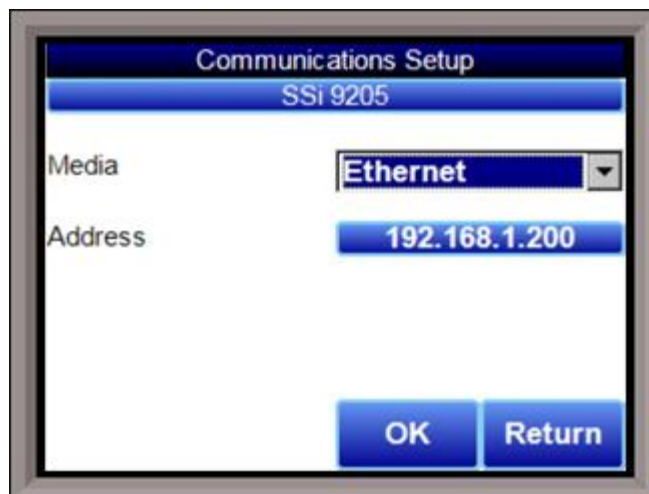 Communications Setup
SSi 9205
Media
Ethernet
Address
192.168.1.200
OK
Return